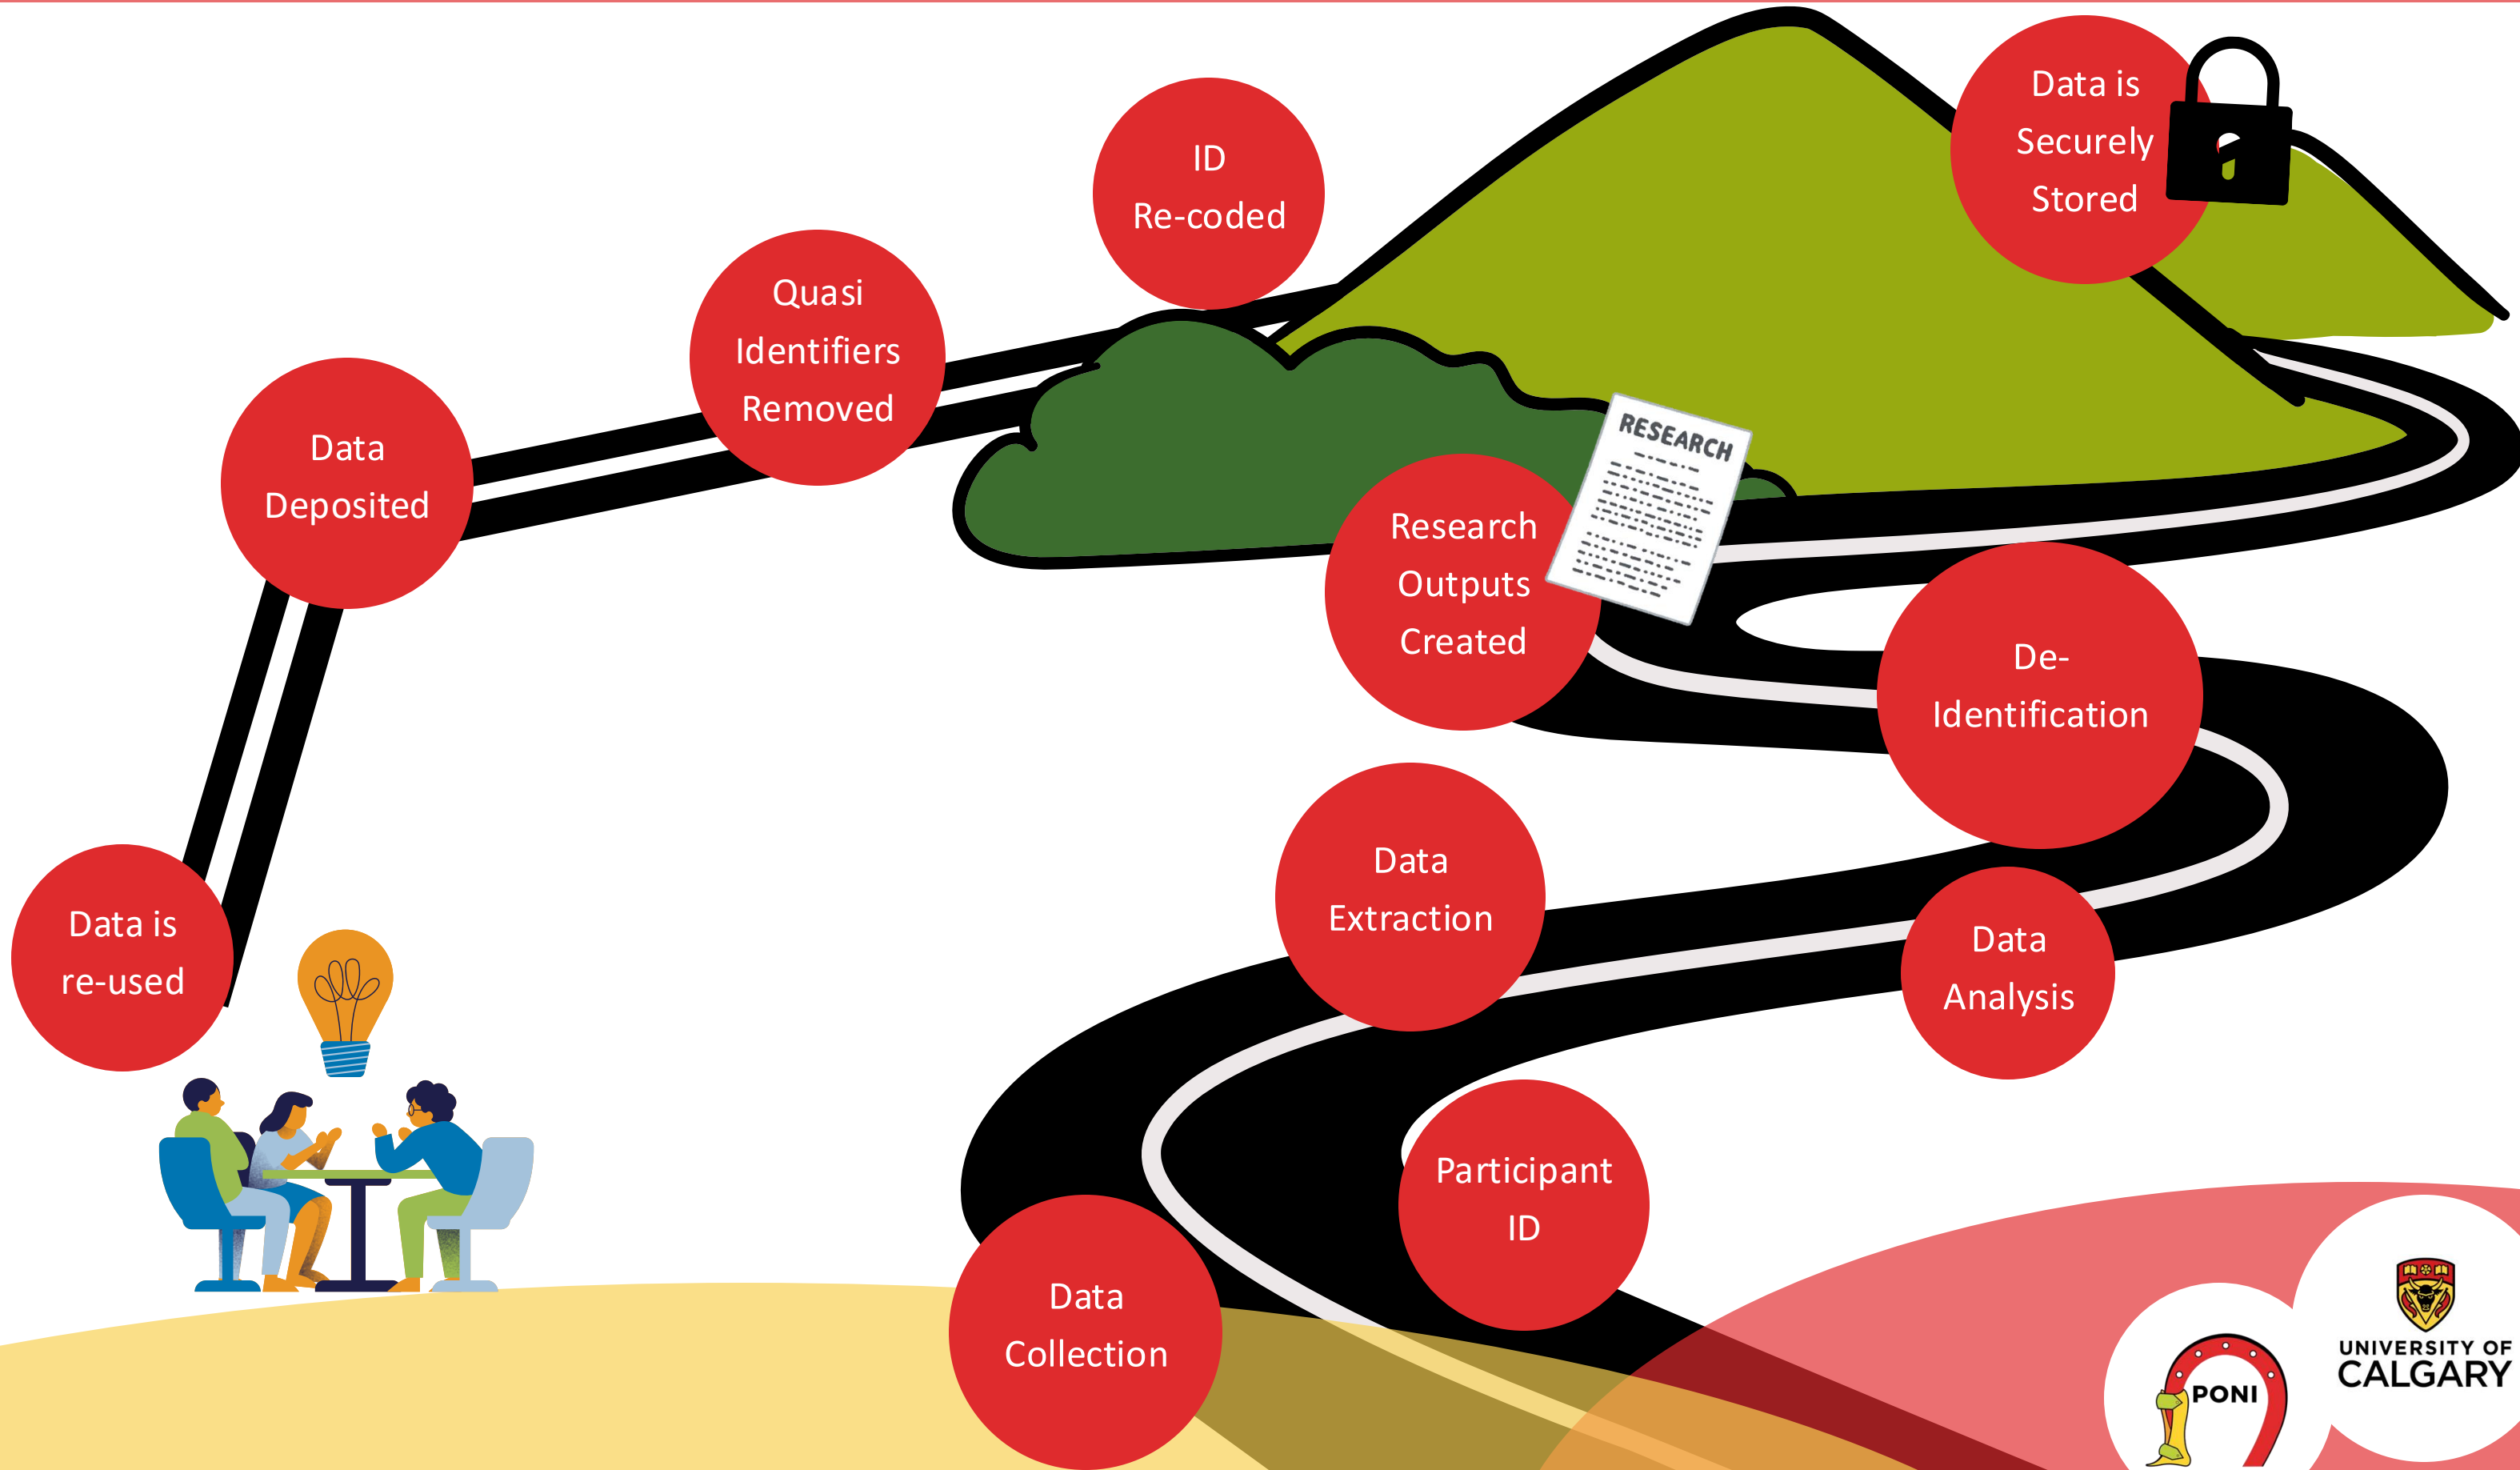 Data is
Securely
Stored
ID
Re-coded
Quasi
Identifiers
Removed
Data
Deposited
RESEARCH
Research
Outputs
Created
De-
Identification
Data
Extraction
Data
Analysis
Data is
re-used
Participant
ID
Data
Collection
UNIVERSITY OF
CALGARY
PONI